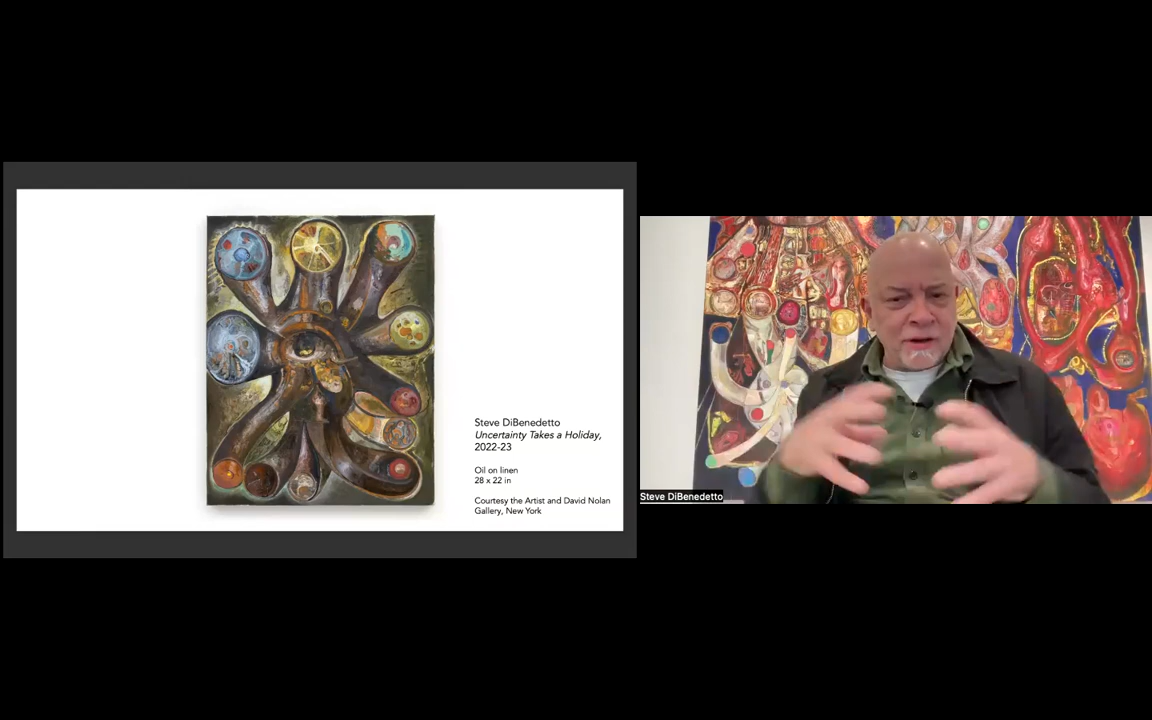 Steve DiBenedetto
Uncertainty Takes a Holiday,
2022-23
Oil on linen
28 x 22 in
Courtesy the Artist and David Nolan
Gallery, New York
Steve DiBenedetto